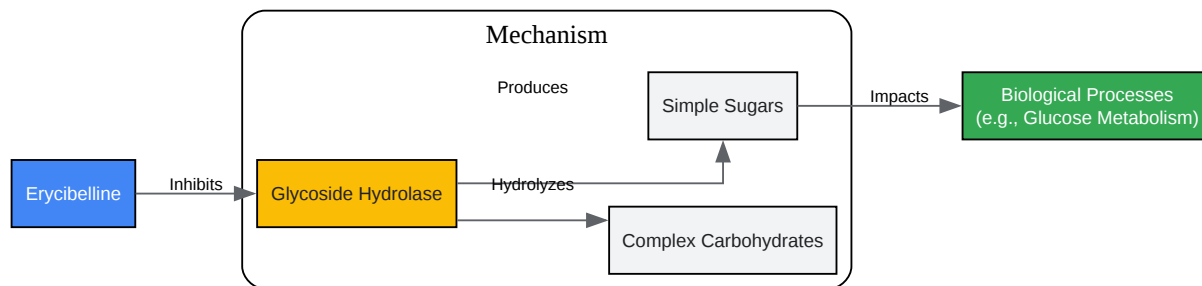 Mechanism
Produces
Simple Sugars
Impacts
Biological Processes
(e.g., Glucose Metabolism)
Erycibelline
Inhibits
Glycoside Hydrolase
Hydrolyzes
Complex Carbohydrates